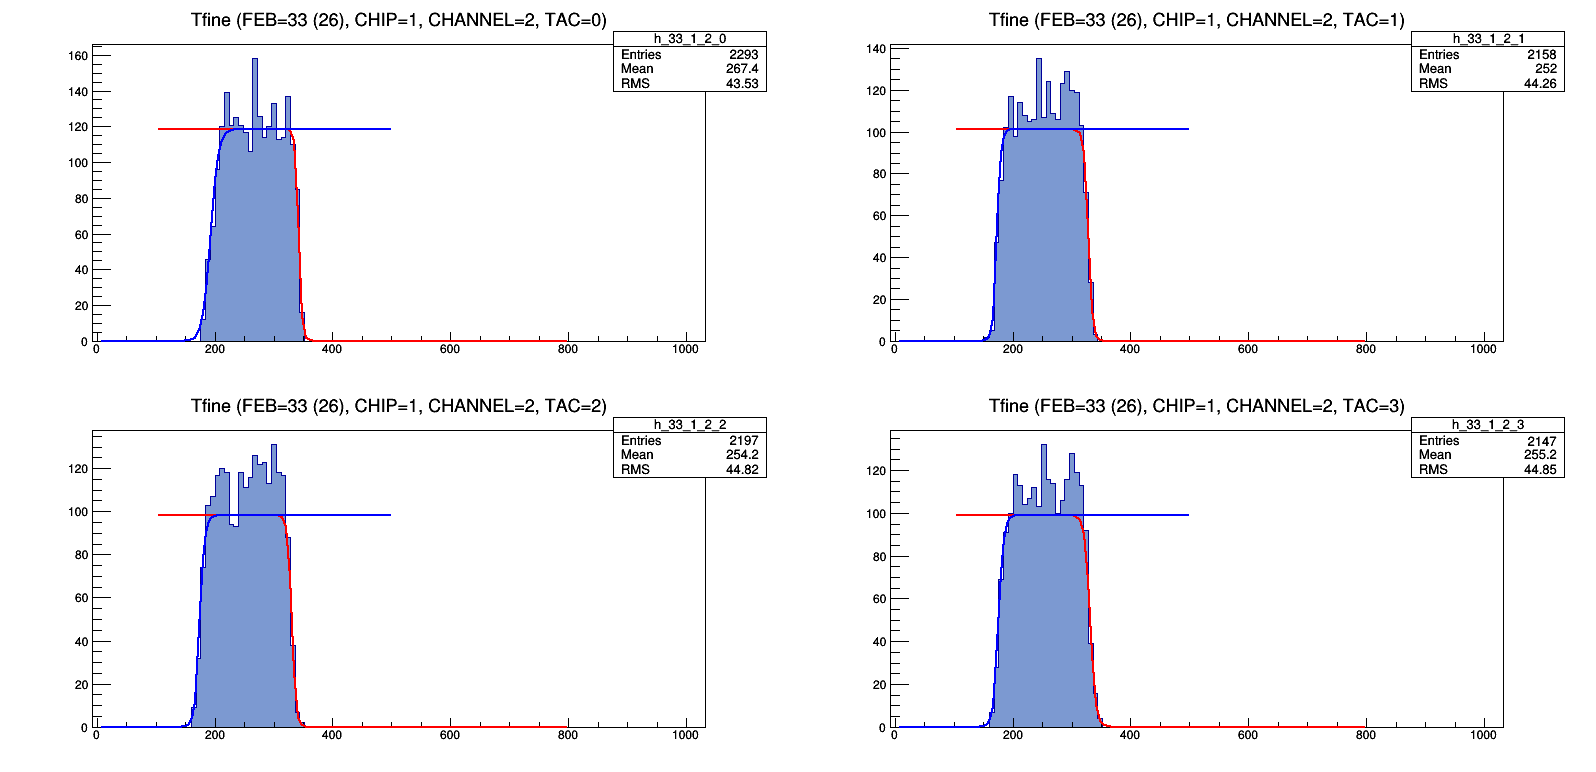 Tfine (FEB=33 (26), CHIP=1, CHANNEL=2, TAC=0)
h_33_1_2_0
Entries 2293
Mean 267.4
RMS 43.53
160
140
120
100
80
60
40
20
0
0 200 400 600 800 1000
Tfine (FEB=33 (26), CHIP=1, CHANNEL=2, TAC=1)
h_33_1_2_1
Entries 2158
Mean 252
RMS 44.26
140
120
100
80
60
40
20
0
0 200 400 600 800 1000
Tfine (FEB=33 (26), CHIP=1, CHANNEL=2, TAC=2)
h_33_1_2_2
Entries 2197
Mean 254.2
RMS 44.82
120
100
80
60
40
20
0
0 200 400 600 800 1000
Tfine (FEB=33 (26), CHIP=1, CHANNEL=2, TAC=3)
h_33_1_2_3
Entries 2147
Mean 255.2
RMS 44.85
120
100
80
60
40
20
0
0 200 400 600 800 1000